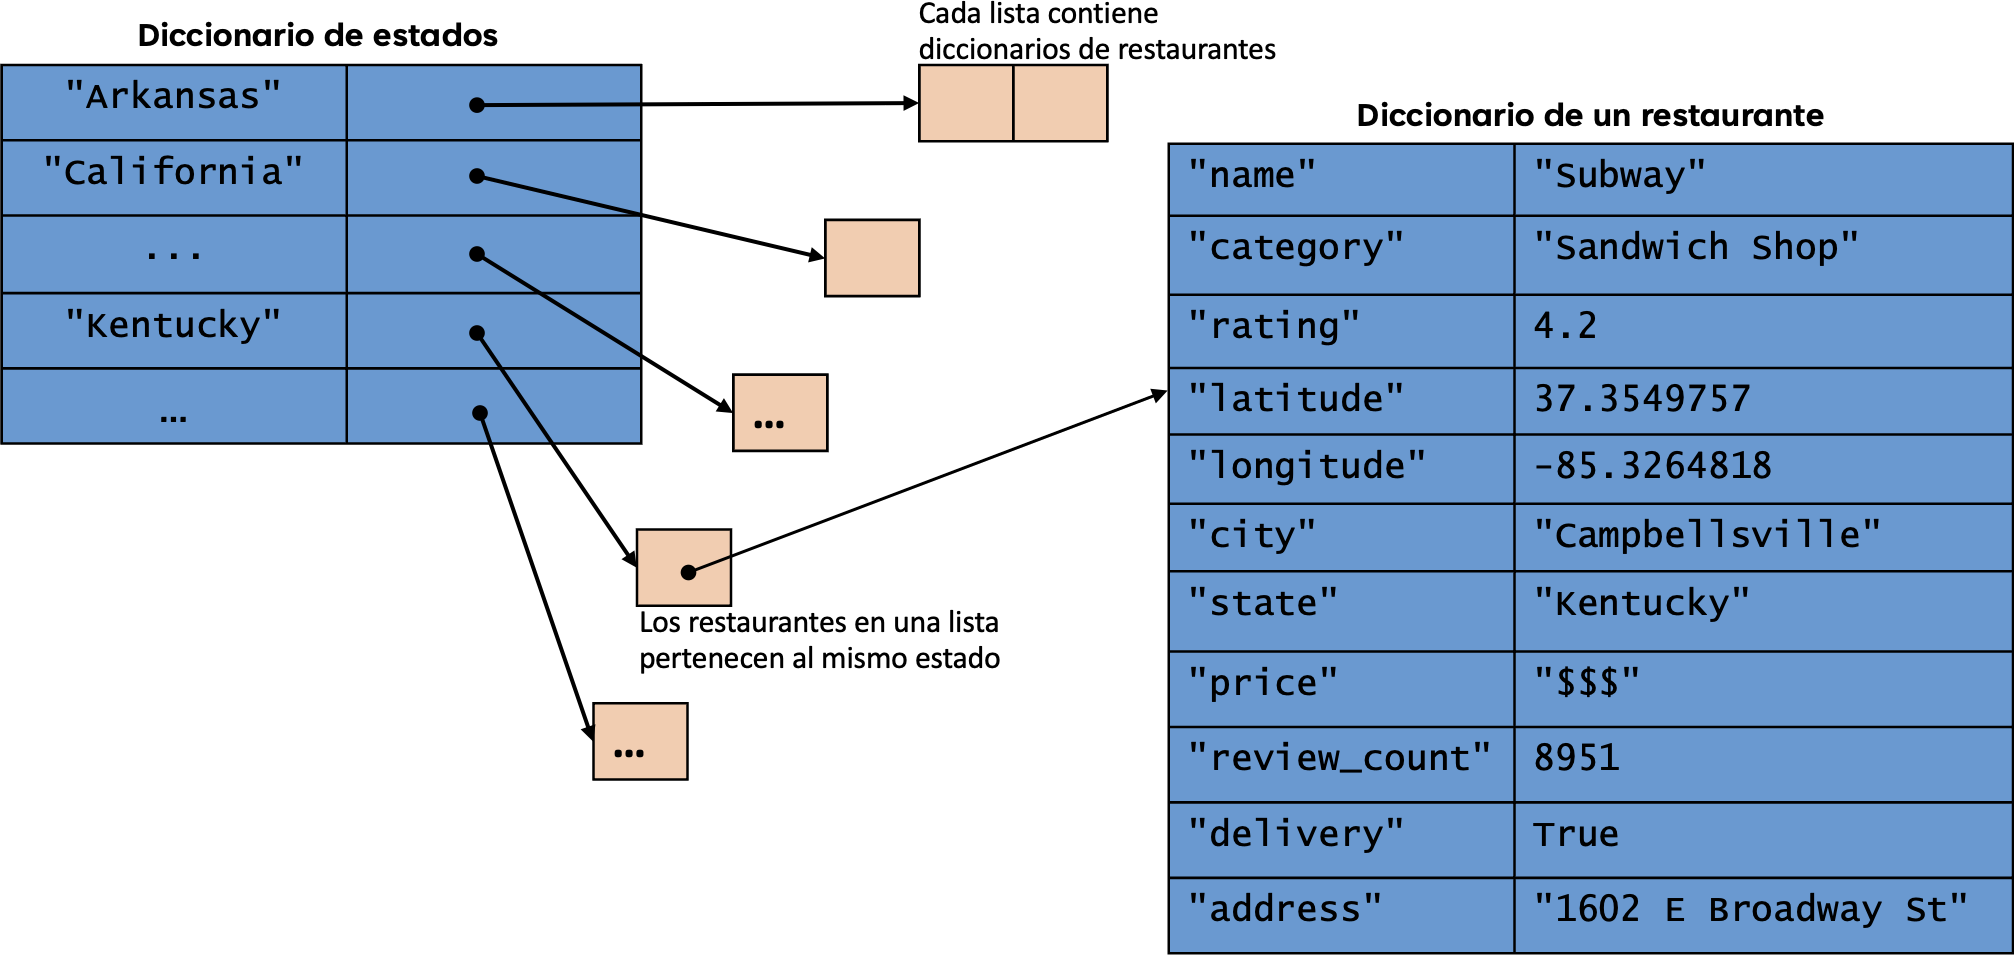 Diccionario de estados
"Arkansas"
"California"
...
"Kentucky"
...
Cada lista contiene
diccionarios de restaurantes
...
Los restaurantes en una lista
pertenecen al mismo estado
...
Diccionario de un restaurante
"name" "Subway"
"category" "Sandwich Shop"
"rating" 4.2
"latitude" 37.3549757
"longitude" -85.3264818
"city" "Campbellsville"
"state" "Kentucky"
"price" "$$$"
"review_count" 8951
"delivery" True
"address" "1602 E Broadway St"